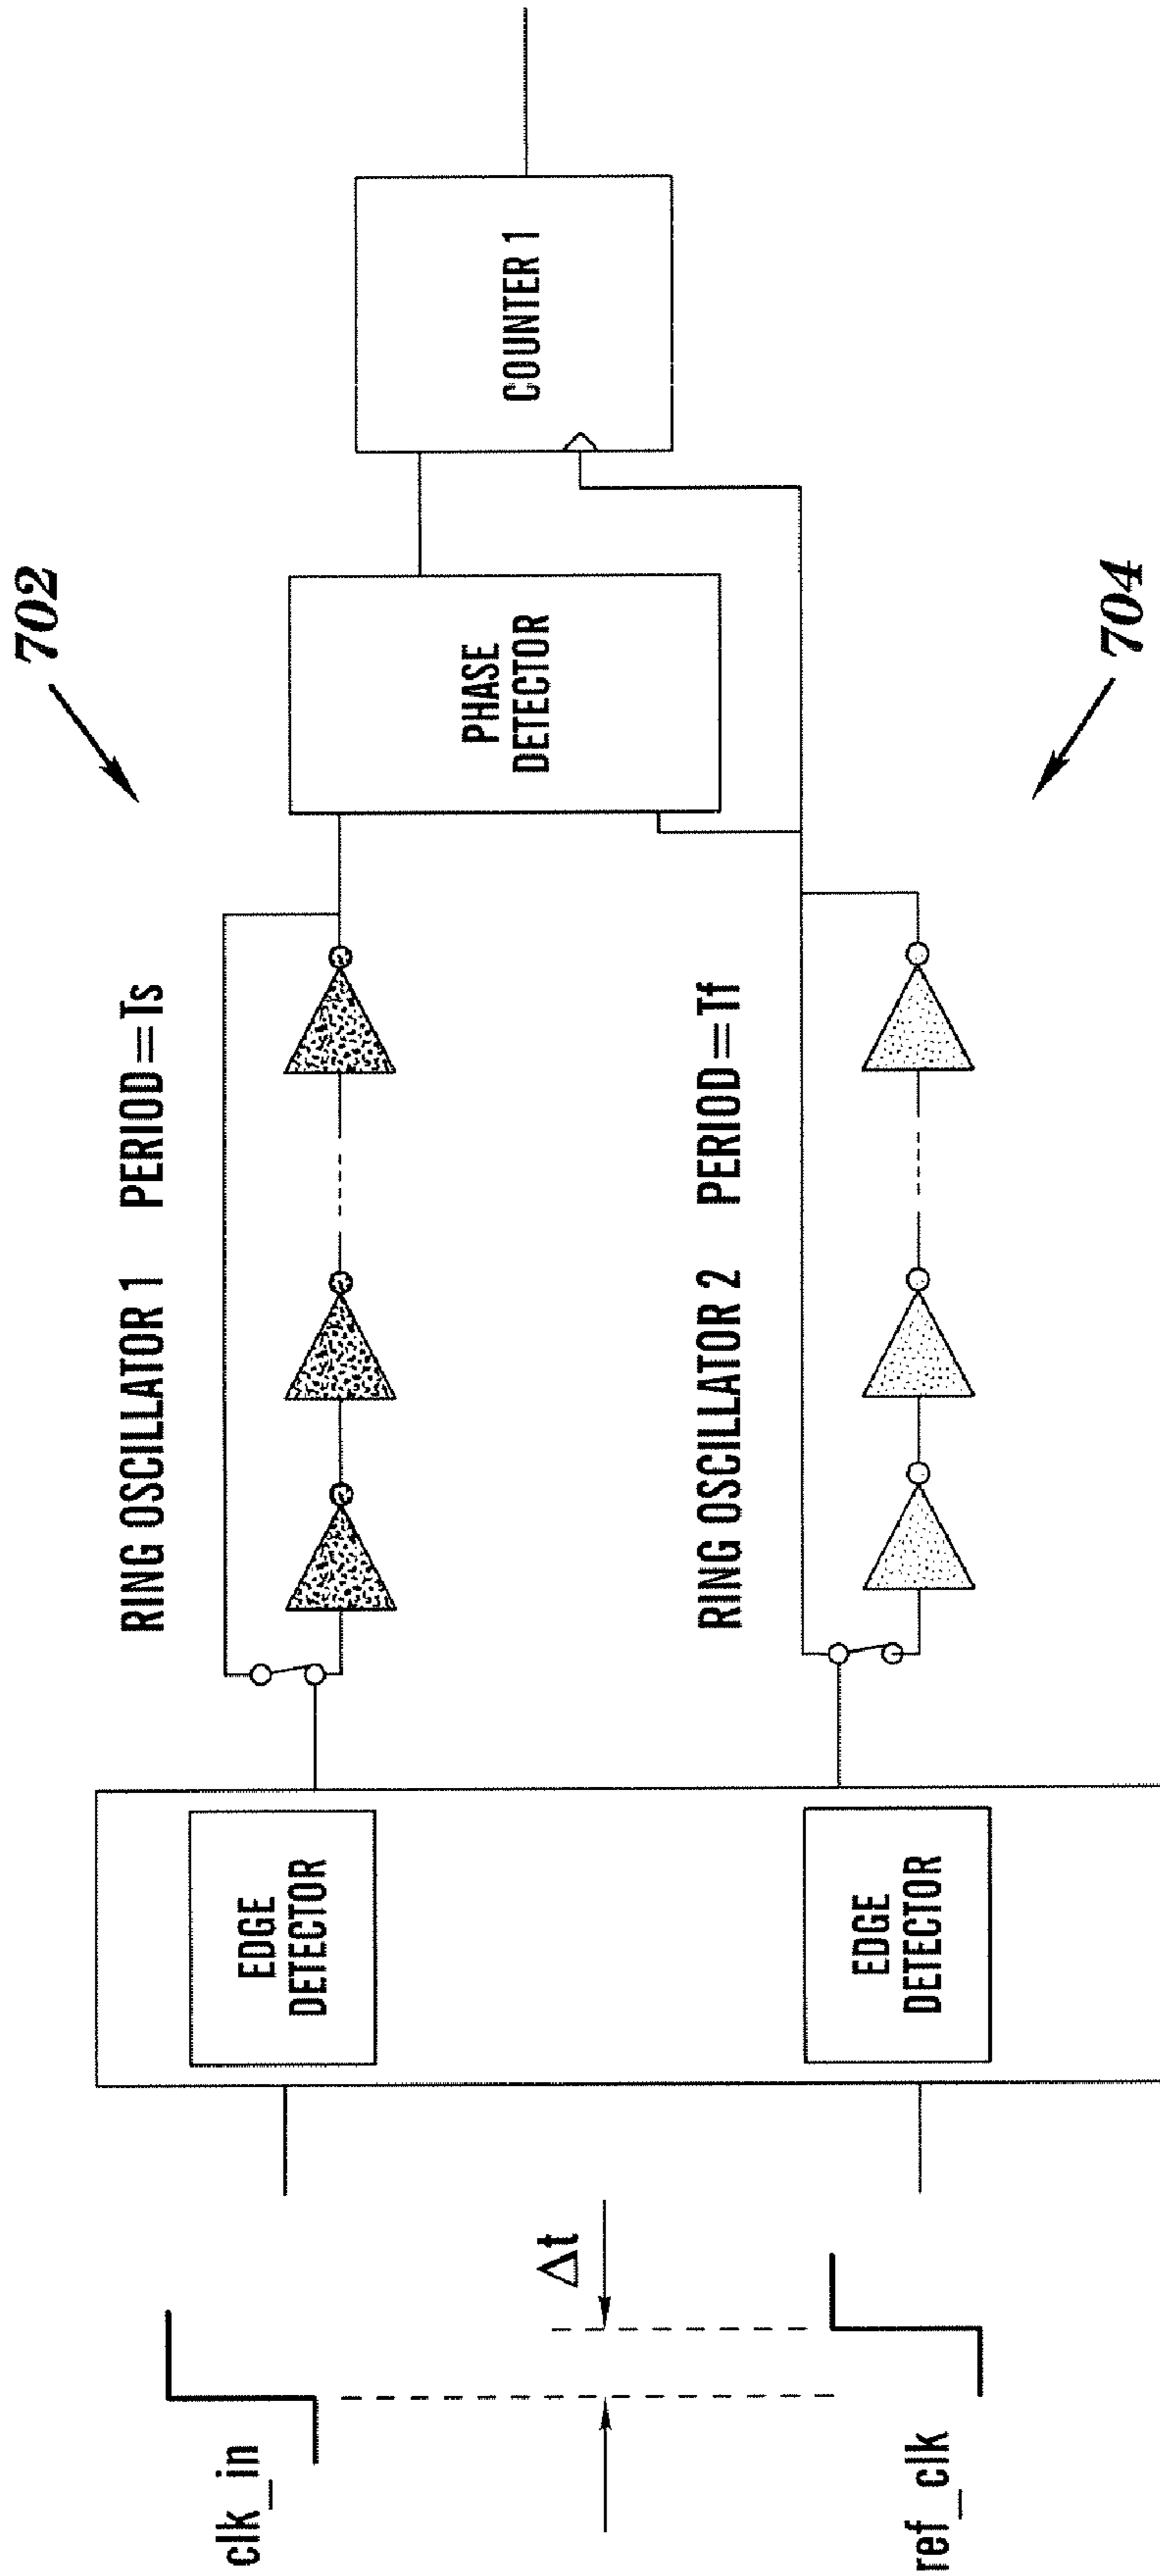 702
RING OSCILLATOR 1 PERIOD=Ts
clk_in
EDGE
DETECTOR
PHASE
DETECTOR
COUNTER 1
Δt
RING OSCILLATOR 2 PERIOD=Tf
ref_clk
EDGE
DETECTOR
704